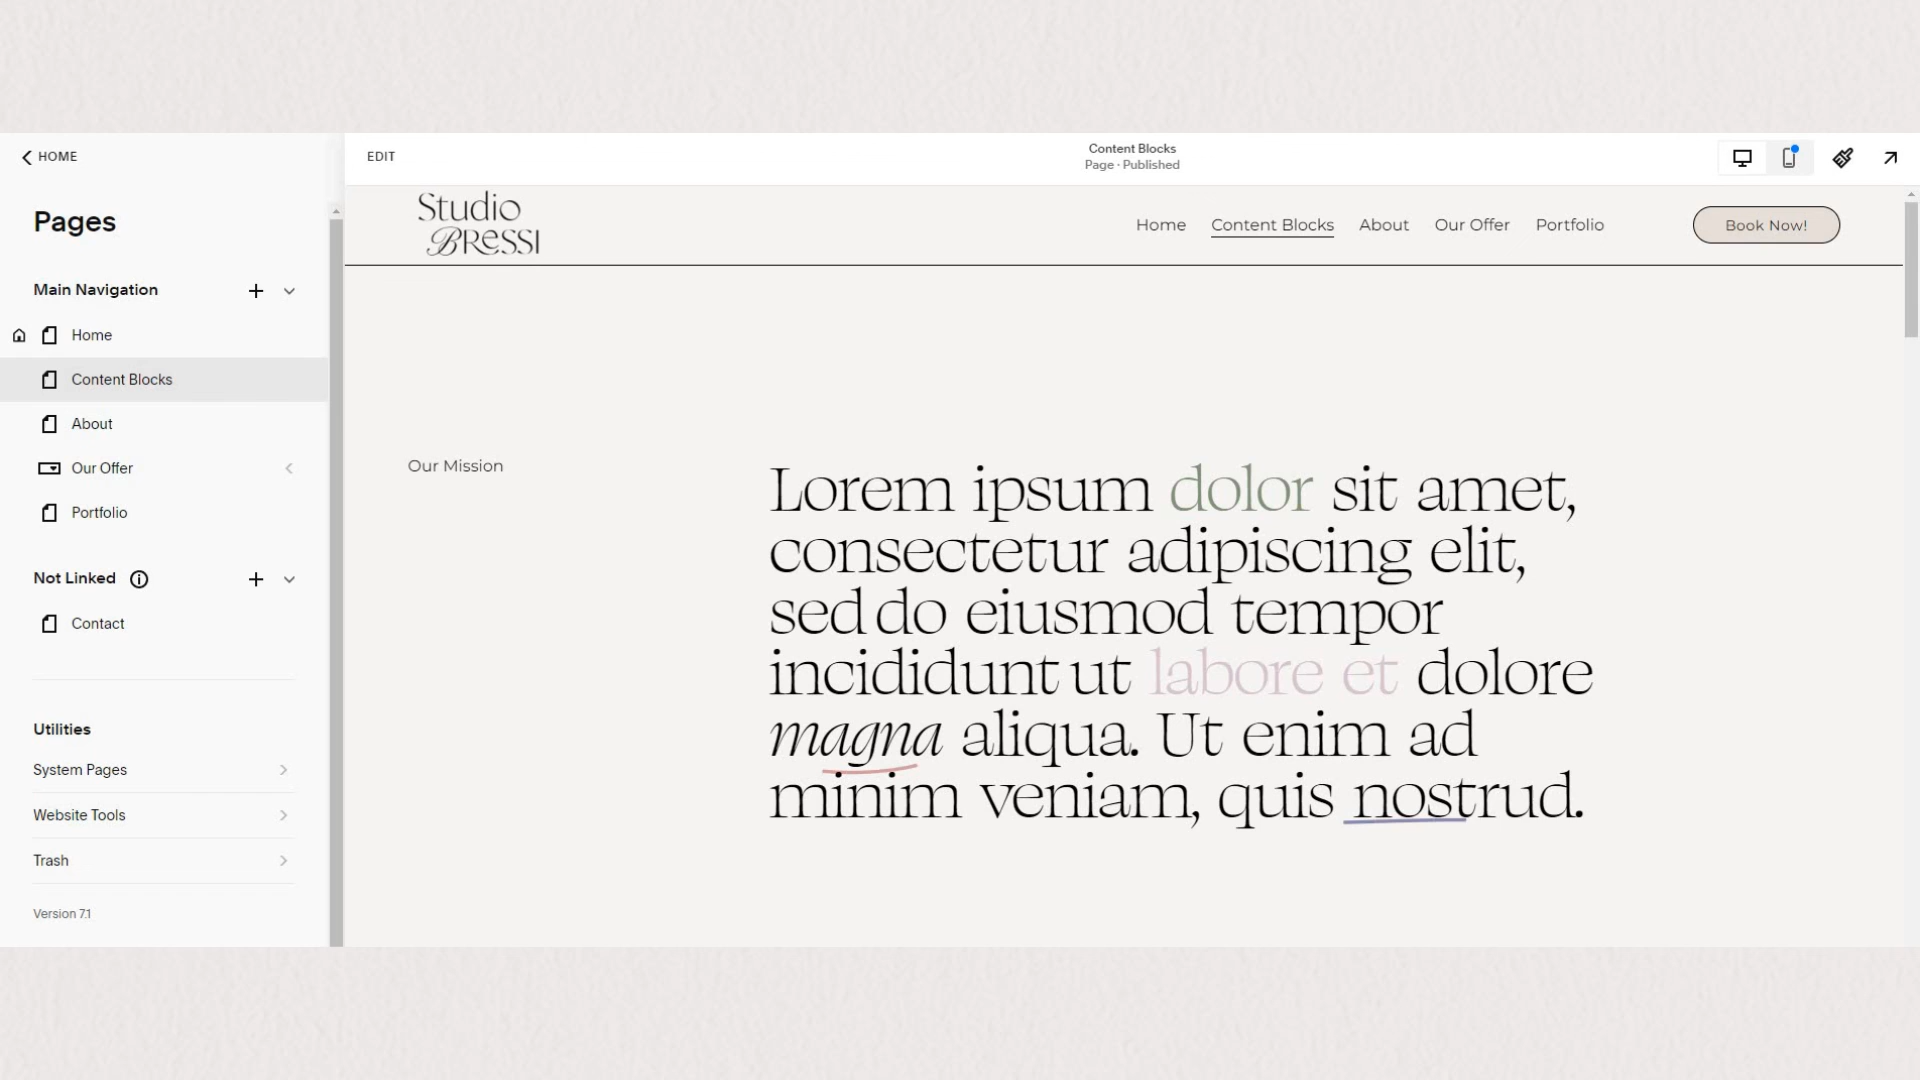 HOME
Pages
Main Navigation
Home
Content Blocks
About
Our Offer
Portfolio
Not Linked
Contact
Utilities
System Pages
Website Tools
Trash
Version 7.1
EDIT
Content Blocks
Page · Published
Studio
BRESSI
Home Content Blocks About Our Offer Portfolio Book Now!
Our Mission
Lorem ipsum dolor sit amet,
consectetur adipiscing elit,
sed do eiusmod tempor
incididunt ut labore et dolore
magna aliqua. Ut enim ad
minim veniam, quis nostrud.